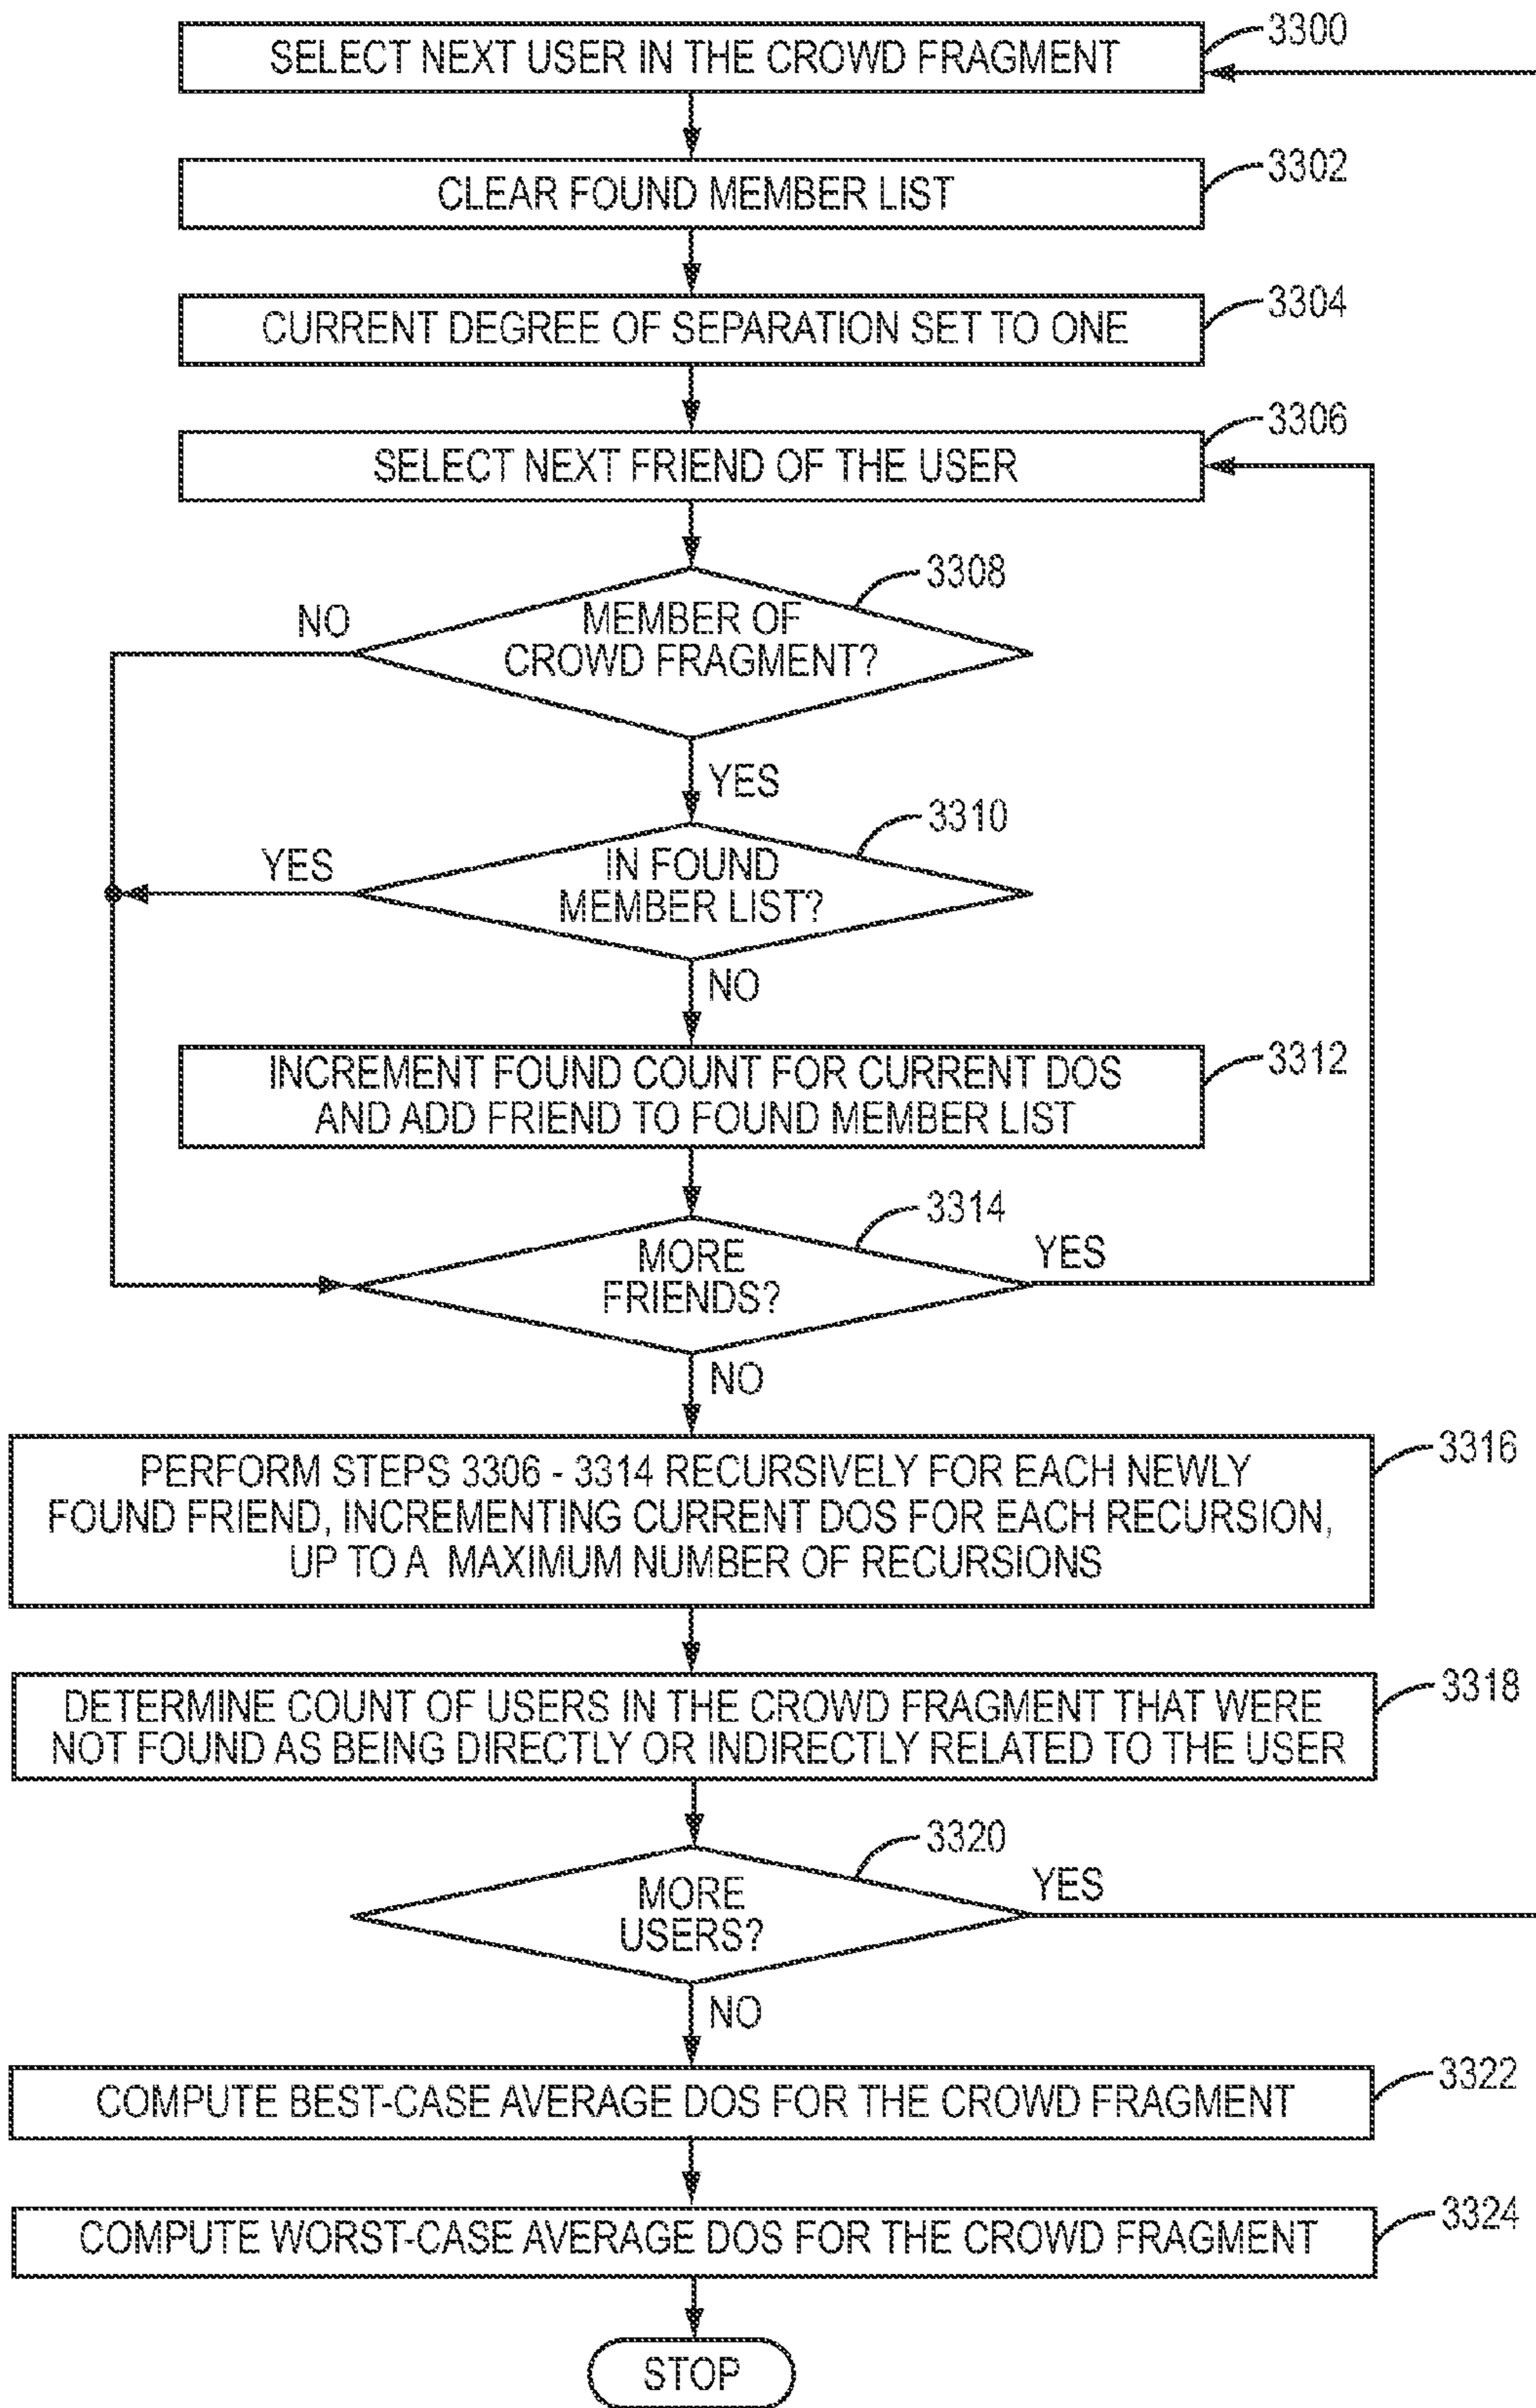 SELECT NEXT USER IN THE CROWD FRAGMENT
3300
CLEAR FOUND MEMBER LIST
3302
CURRENT DEGREE OF SEPARATION SET TO ONE
3304
SELECT NEXT FRIEND OF THE USER
3306
3308
NO
MEMBER OF
CROWD FRAGMENT?
YES
3310
YES
IN FOUND
MEMBER LIST?
NO
INCREMENT FOUND COUNT FOR CURRENT DOS
AND ADD FRIEND TO FOUND MEMBER LIST
3312
3314
MORE
FRIENDS?
YES
NO
PERFORM STEPS 3306 - 3314 RECURSIVELY FOR EACH NEWLY
FOUND FRIEND, INCREMENTING CURRENT DOS FOR EACH RECURSION,
UP TO A MAXIMUM NUMBER OF RECURSIONS
3316
DETERMINE COUNT OF USERS IN THE CROWD FRAGMENT THAT WERE
NOT FOUND AS BEING DIRECTLY OR INDIRECTLY RELATED TO THE USER
3318
3320
MORE
USERS?
YES
NO
COMPUTE BEST-CASE AVERAGE DOS FOR THE CROWD FRAGMENT
3322
COMPUTE WORST-CASE AVERAGE DOS FOR THE CROWD FRAGMENT
3324
STOP